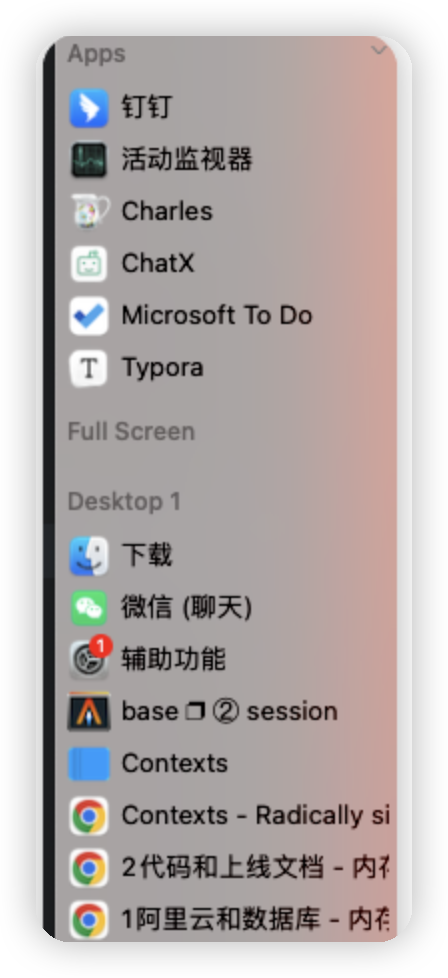 Apps
钉钉
活动监视器
Charles
ChatX
Microsoft To Do
T Typora
Full Screen
Desktop 1
下载
微信 (聊天)
1 辅助功能
base ❐ ② session
Contexts
Contexts - Radically si
2代码和上线文档 - 内
1阿里云和数据库 - 内